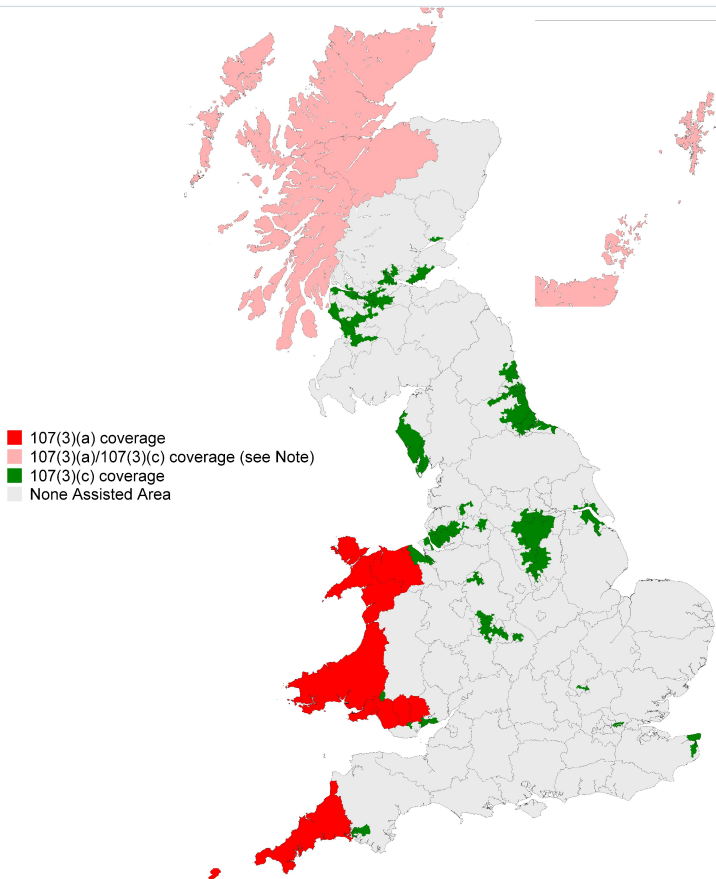 107(3)(a) coverage
107(3)(a)/107(3)(c) coverage (see Note)
107(3)(c) coverage
None Assisted Area